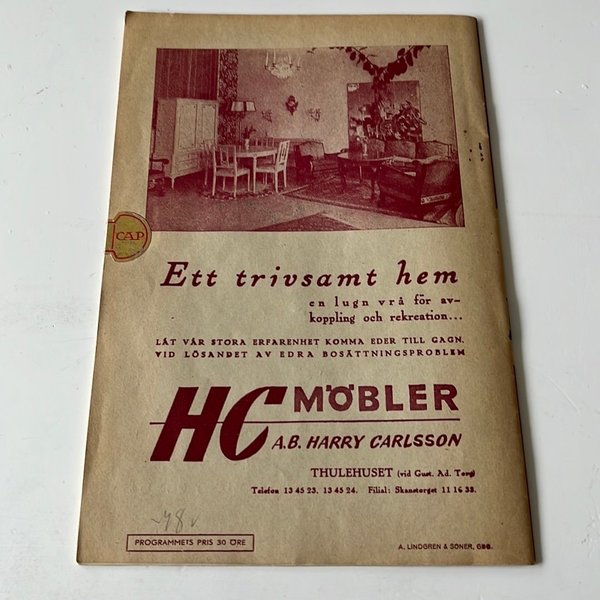 CAP
Ett trivsamt hem
en lugn vrå för av-
koppling och rekreation...
LÅT VÅR STORA ERFARENHET KOMMA EDER TILL GAGN.
VID LÖSANDET AV EDRA BOSÄTTNINGSPROBLEM
HC MÖBLER
A.B. HARRY CARLSSON
THULEHUSET (vid Gust. Ad. Torg)
Telefon 13 45 23, 13 45 24. Filial: Skanstorget 11 16 33.
-48
PROGRAMMETS PRIS 30 ÖRE
A. LINDGREN & SÖNER, GBG.